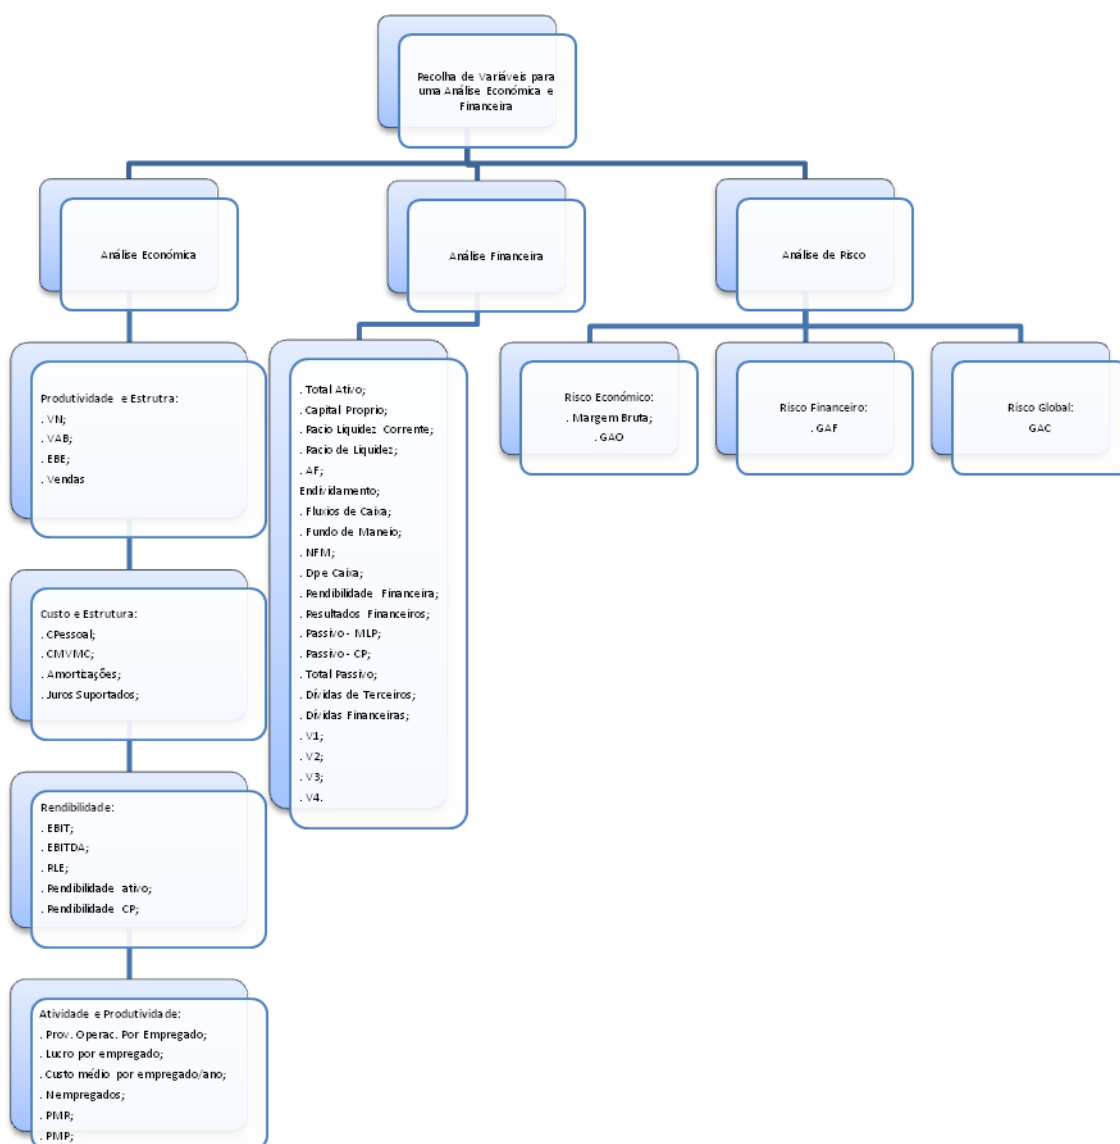 Recolha de Variáveis para
uma Análise Económica e
Financeira
Análise Económica
Análise Financeira
Análise de Risco
Produtividade e Estrutra:
. VN;
. VAB;
. EBE;
. Vendas
Custo e Estrutura:
. CPessoal;
. CMVMC;
. Amortizações;
. Juros Suportados;
Rendibilidade:
. EBIT;
. EBITDA;
. RLE;
. Rendibilidade ativo;
. Rendibilidade CP;
Atividade e Produtividade:
. Prov. Operac. Por Empregado;
. Lucro por empregado;
. Custo médio por empregado/ano;
. Nempregados;
. PMR;
. PMP;
. Total Ativo;
. Capital Proprio;
. Racio Liquidez Corrente;
. Racio de Liquidez;
. AF;
Endividamento;
. Fluxios de Caixa;
. Fundo de Maneio;
. NFM;
. Dpe Caixa;
. Rendibilidade Financeira;
. Resultados Financeiros;
. Passivo - MLP;
. Passivo - CP;
. Total Passivo;
. Dívidas de Terceiros;
. Dívidas Financeiras;
. V1;
. V2;
. V3;
. V4.
Risco Económico:
. Margem Bruta;
. GAO
Risco Financeiro:
. GAF
Risco Global:
GAC